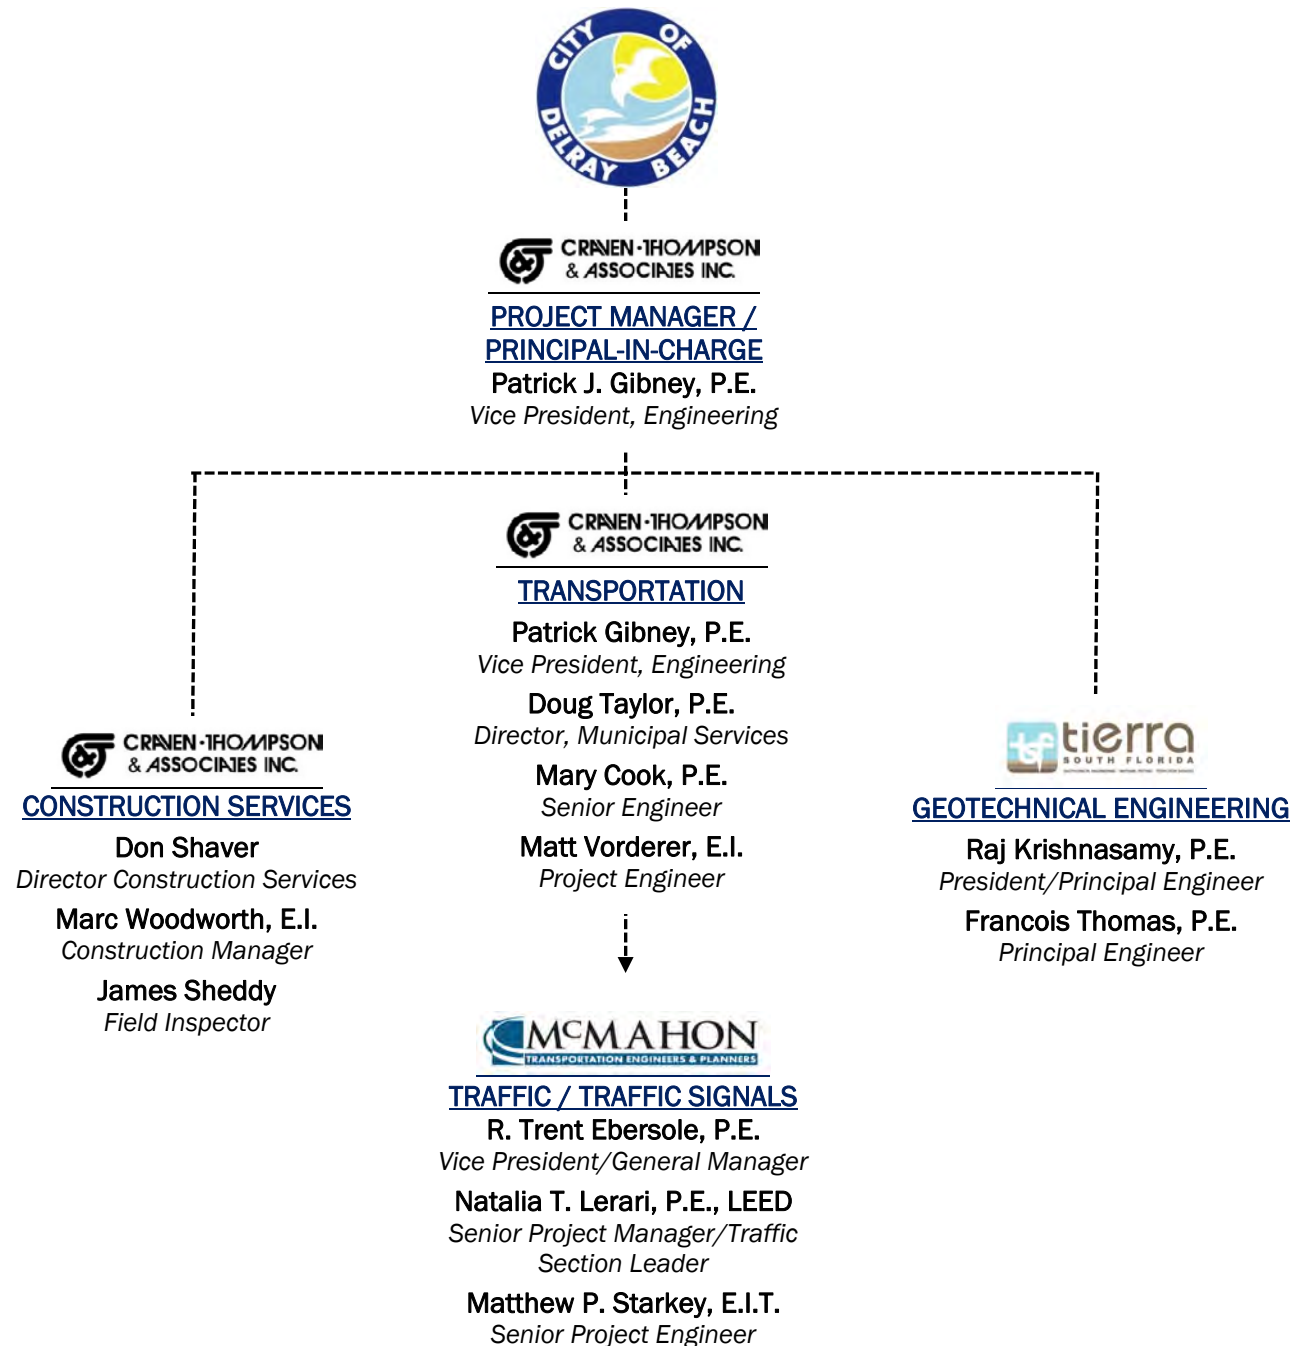 CITY OF
DELRAY BEACH
CRAVEN·THOMPSON
& ASSOCIATES INC.
PROJECT MANAGER /
PRINCIPAL-IN-CHARGE
Patrick J. Gibney, P.E.
Vice President, Engineering
CRAVEN·THOMPSON
& ASSOCIATES INC.
TRANSPORTATION
Patrick Gibney, P.E.
Vice President, Engineering
Doug Taylor, P.E.
Director, Municipal Services
Mary Cook, P.E.
Senior Engineer
Matt Vorderer, E.I.
Project Engineer
CRAVEN·THOMPSON
& ASSOCIATES INC.
CONSTRUCTION SERVICES
Don Shaver
Director Construction Services
Marc Woodworth, E.I.
Construction Manager
James Sheddy
Field Inspector
tsf tierra
SOUTH FLORIDA
GEOTECHNICAL ENGINEERING
Raj Krishnasamy, P.E.
President/Principal Engineer
Francois Thomas, P.E.
Principal Engineer
McMAHON
TRANSPORTATION ENGINEERS & PLANNERS
TRAFFIC / TRAFFIC SIGNALS
R. Trent Ebersole, P.E.
Vice President/General Manager
Natalia T. Lerari, P.E., LEED
Senior Project Manager/Traffic
Section Leader
Matthew P. Starkey, E.I.T.
Senior Project Engineer